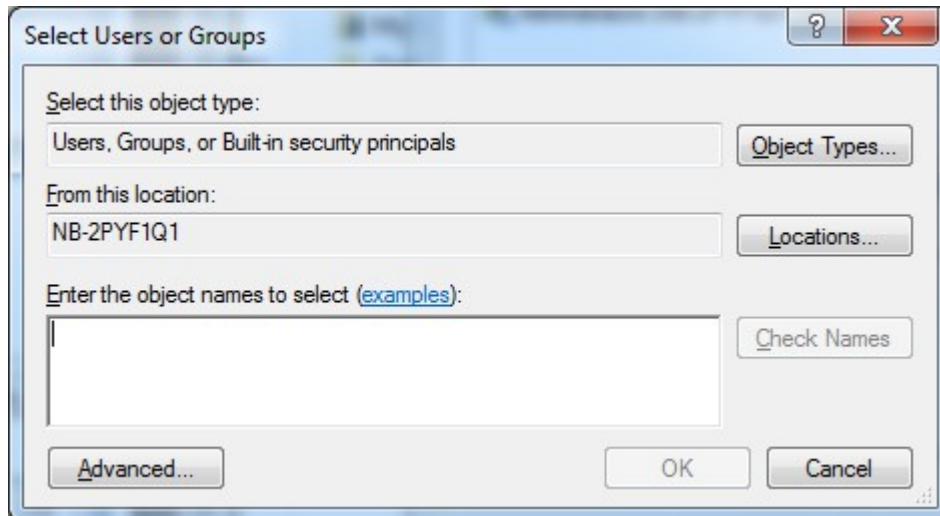 Select Users or Groups
Select this object type:
Users, Groups, or Built-in security principals
Object Types...
From this location:
NB-2PYF1Q1
Locations...
Enter the object names to select (examples):
Check Names
Advanced...
OK
Cancel